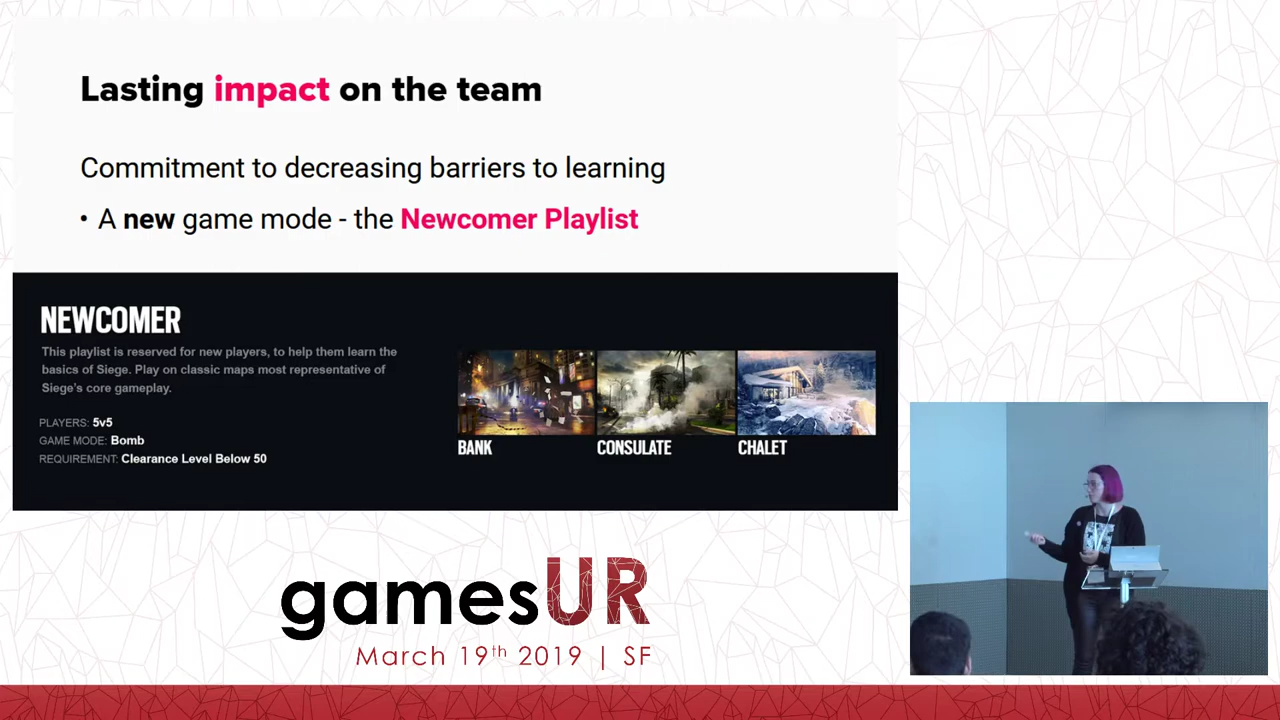 Lasting impact on the team
Commitment to decreasing barriers to learning
• A new game mode - the Newcomer Playlist
NEWCOMER
This playlist is reserved for new players, to help them learn the
basics of Siege. Play on classic maps most representative of
Siege's core gameplay.
PLAYERS: 5v5
GAME MODE: Bomb
REQUIREMENT: Clearance Level Below 50
BANK
CONSULATE
CHALET
gamesUR
March 19th 2019 | SF